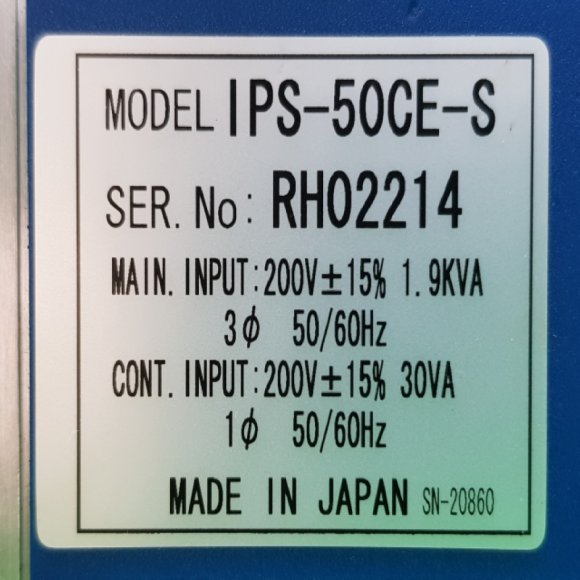 MODEL IPS-50CE-S
SER. No: RH02214
MAIN. INPUT:200V±15% 1.9KVA
3φ 50/60Hz
CONT. INPUT:200V±15% 30VA
1φ 50/60Hz
MADE IN JAPAN SN-20860